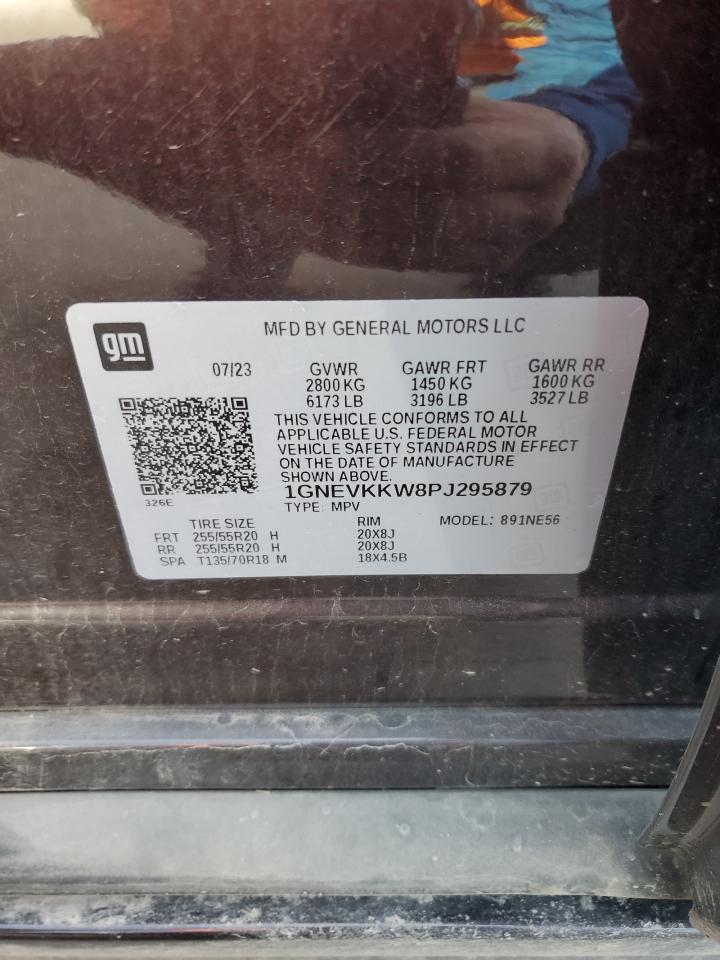 gm
MFD BY GENERAL MOTORS LLC
07/23 GVWR GAWR FRT GAWR RR
2800 KG 1450 KG 1600 KG
6173 LB 3196 LB 3527 LB
THIS VEHICLE CONFORMS TO ALL
APPLICABLE U.S. FEDERAL MOTOR
VEHICLE SAFETY STANDARDS IN EFFECT
ON THE DATE OF MANUFACTURE
SHOWN ABOVE.
1GNEVKKW8PJ295879
326E
TYPE: MPV
TIRE SIZE RIM MODEL: 891NE56
FRT 255/55R20 H 20X8J
RR 255/55R20 H 20X8J
SPA T135/70R18 M 18X4.5B